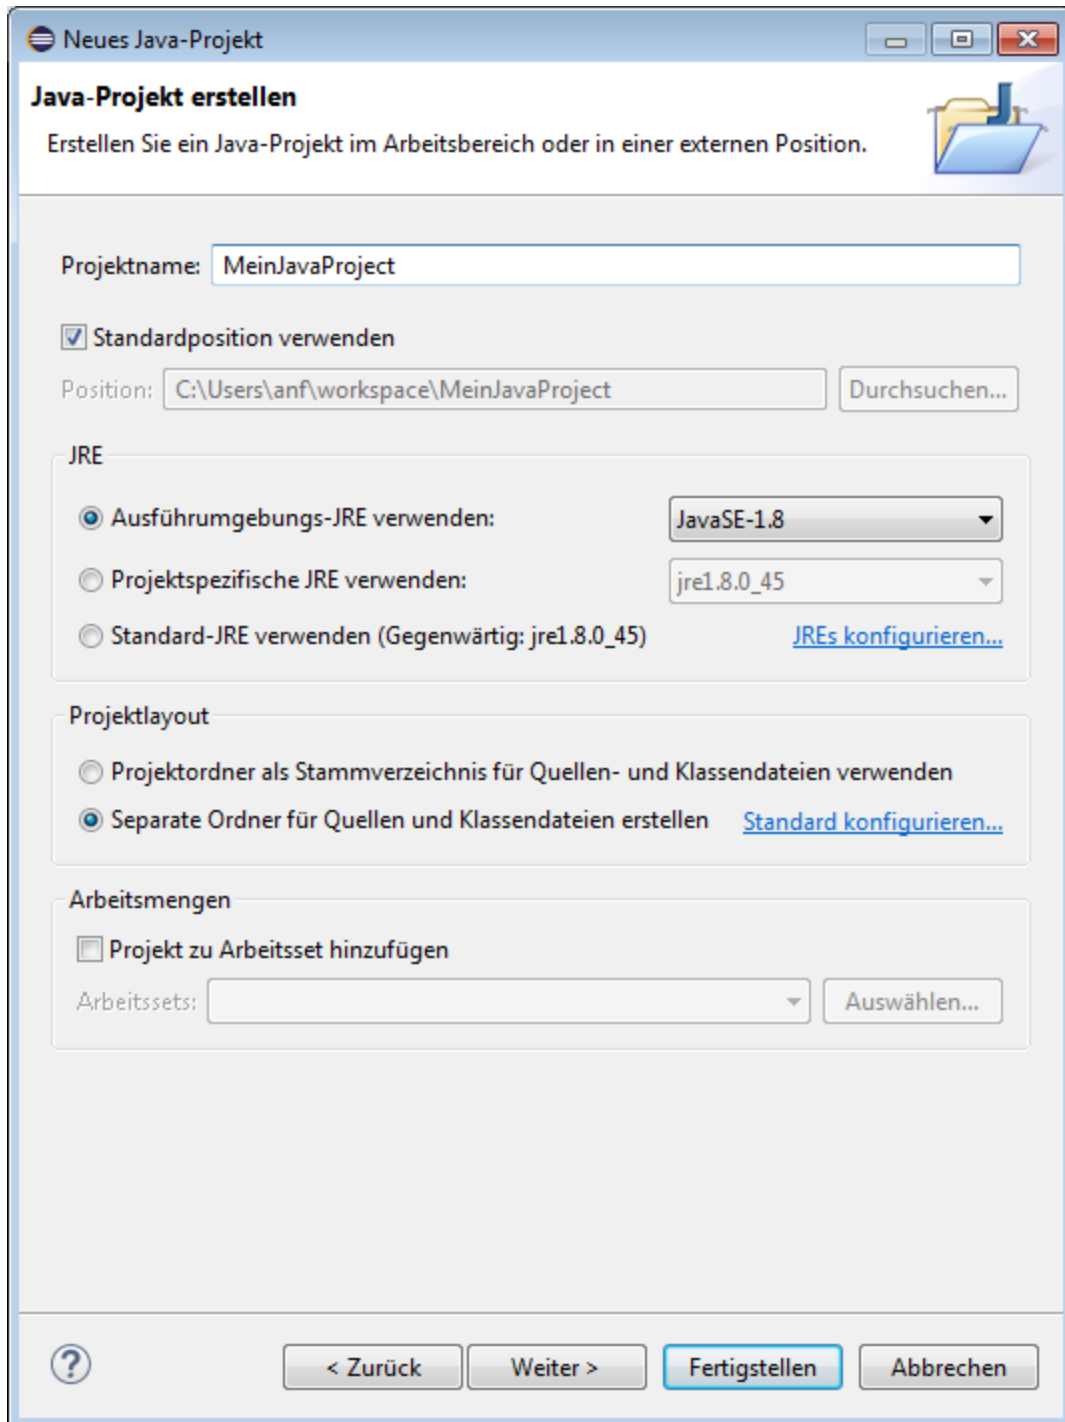 Neues Java-Projekt
Java-Projekt erstellen
Erstellen Sie ein Java-Projekt im Arbeitsbereich oder in einer externen Position.
Projektname: MeinJavaProject
Standardposition verwenden
Position: C:\Users\anf\workspace\MeinJavaProject Durchsuchen...
JRE
Ausführumgebungs-JRE verwenden: JavaSE-1.8
Projektspezifische JRE verwenden: jre1.8.0_45
Standard-JRE verwenden (Gegenwärtig: jre1.8.0_45) JREs konfigurieren...
Projektlayout
Projektordner als Stammverzeichnis für Quellen- und Klassendateien verwenden
Separate Ordner für Quellen und Klassendateien erstellen Standard konfigurieren...
Arbeitsmengen
Projekt zu Arbeitsset hinzufügen
Arbeitssets: Auswählen...
? < Zurück Weiter > Fertigstellen Abbrechen